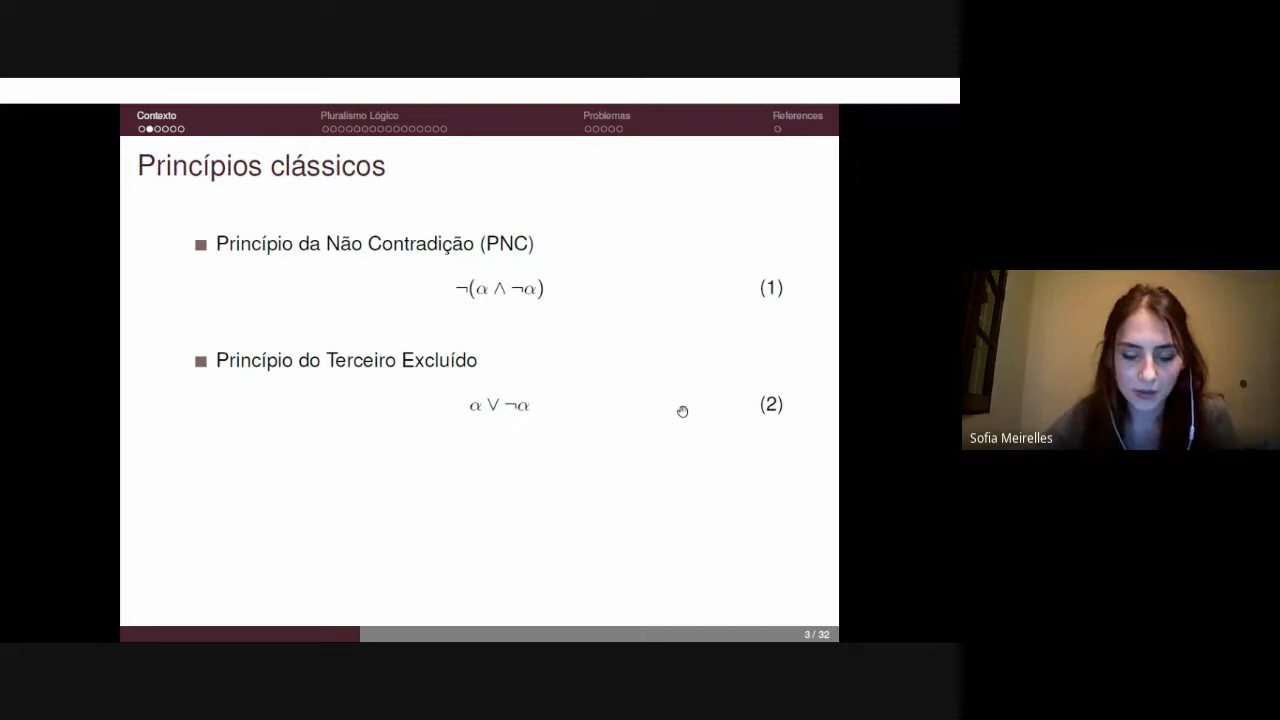 Contexto Pluralismo Lógico Problemas References
Princípios clássicos
Princípio da Não Contradição (PNC)
¬(α ∧ ¬α) (1)
Princípio do Terceiro Excluído
α ∨ ¬α (2)
3 / 32
Sofia Meirelles